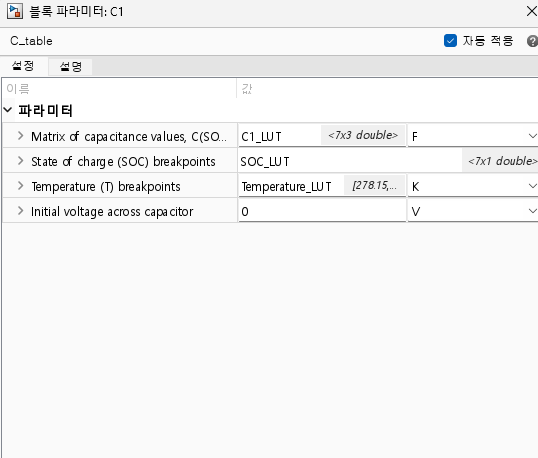 블록 파라미터: C1
C_table
자동 적용
설정 설명
이름 값
파라미터
Matrix of capacitance values, C(SO... C1_LUT <7x3 double> F
State of charge (SOC) breakpoints SOC_LUT <7x1 double>
Temperature (T) breakpoints Temperature_LUT [278.15,... K
Initial voltage across capacitor 0 V